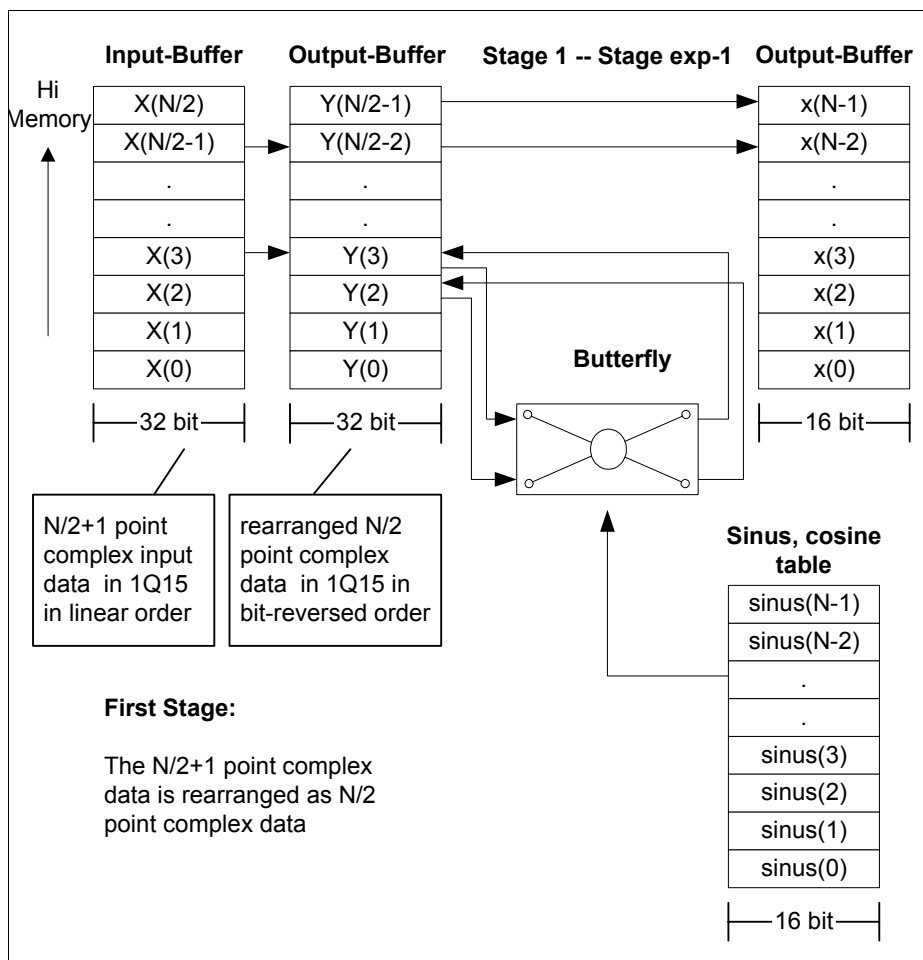 Input-Buffer
Output-Buffer
Stage 1 -- Stage exp-1
Output-Buffer
Hi
Memory
X(N/2)
X(N/2-1)
.
.
X(3)
X(2)
X(1)
X(0)
32 bit
Y(N/2-1)
Y(N/2-2)
.
.
Y(3)
Y(2)
Y(1)
Y(0)
32 bit
Butterfly
x(N-1)
x(N-2)
.
.
x(3)
x(2)
x(1)
x(0)
16 bit
N/2+1 point
complex input
data in 1Q15
in linear order
rearranged N/2
point complex
data in 1Q15 in
bit-reversed order
Sinus, cosine
table
sinus(N-1)
sinus(N-2)
.
.
sinus(3)
sinus(2)
sinus(1)
sinus(0)
16 bit
First Stage:
The N/2+1 point complex
data is rearranged as N/2
point complex data